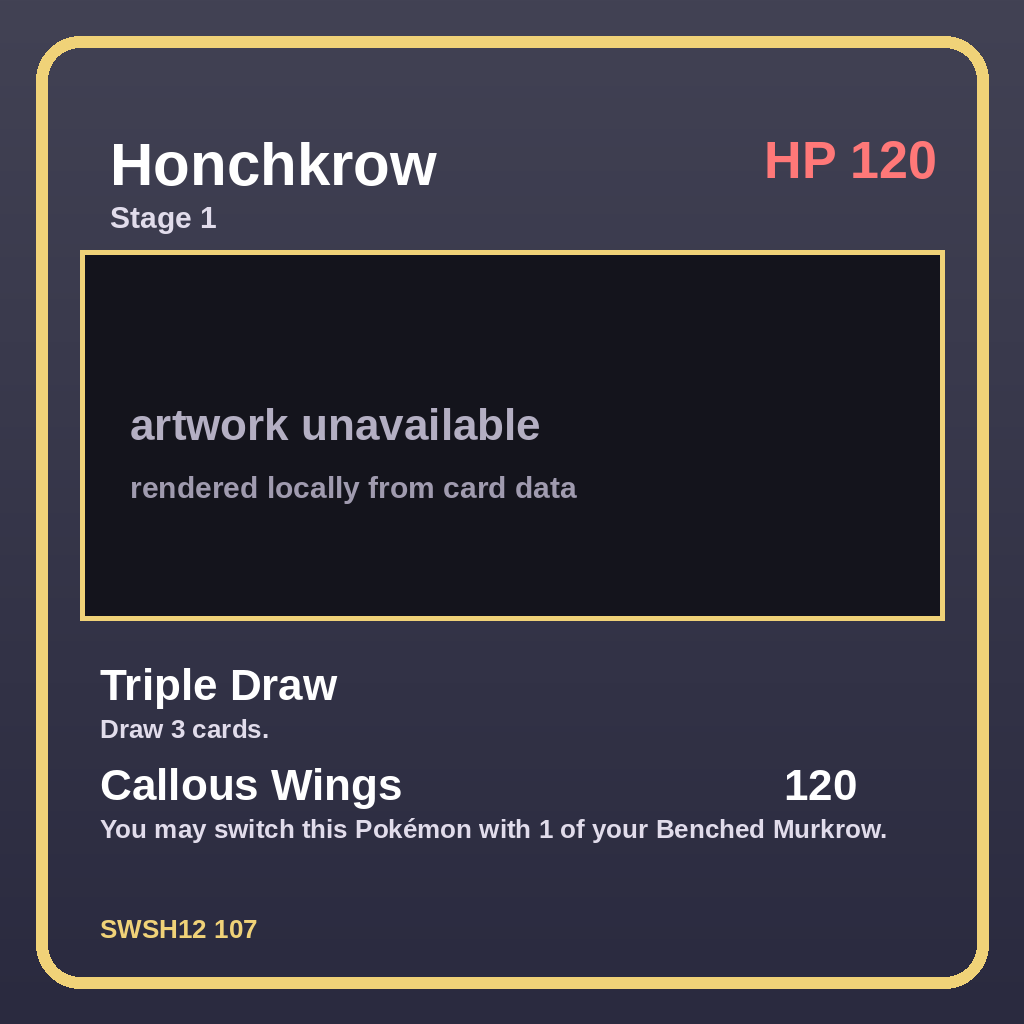 Honchkrow
HP 120
Stage 1
artwork unavailable
rendered locally from card data
Triple Draw
Draw 3 cards.
Callous Wings 120
You may switch this Pokémon with 1 of your Benched Murkrow.
SWSH12 107